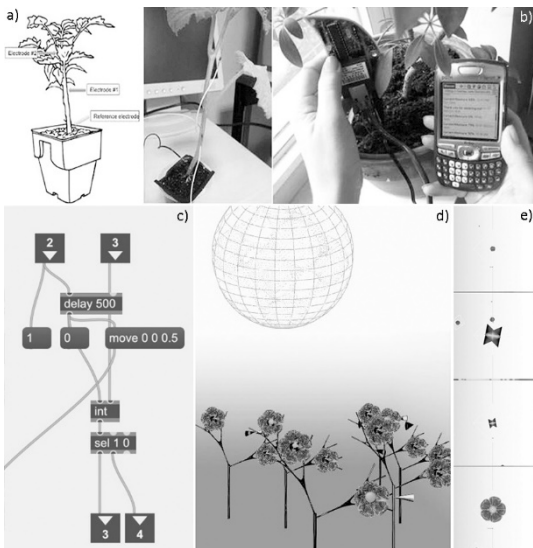 a)
Electrode #2
Electrode #1
Reference electrode
b)
c)
2
3
delay 500
1
0
move 0 0 0.5
int
sel 1 0
3
4
d)
e)